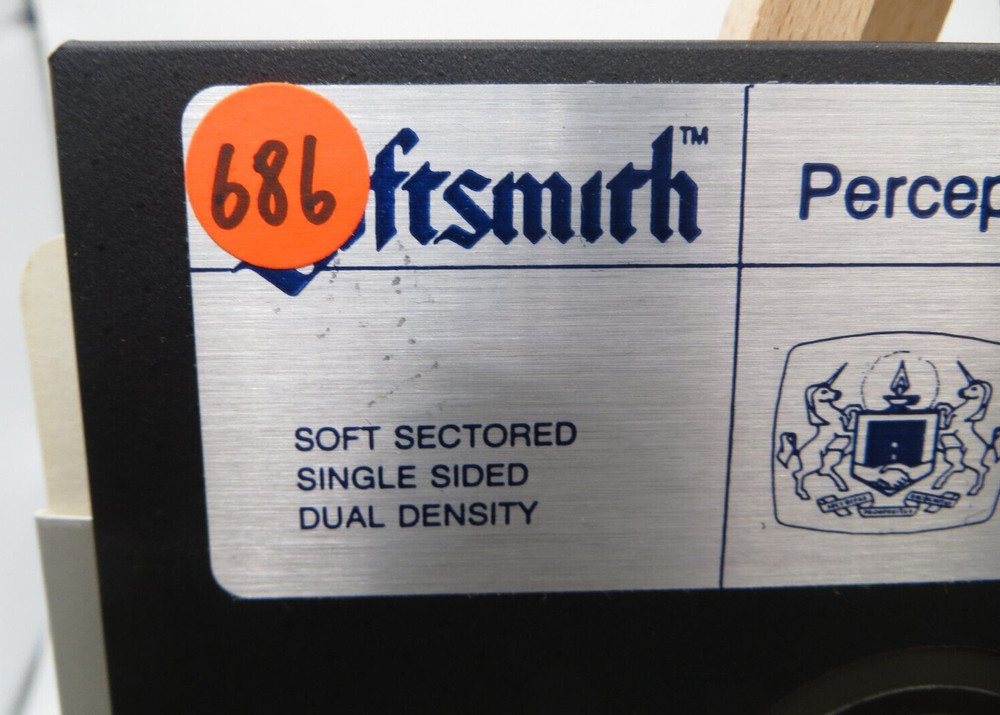 686
ftsmith™
Percep
SOFT SECTORED
SINGLE SIDED
DUAL DENSITY